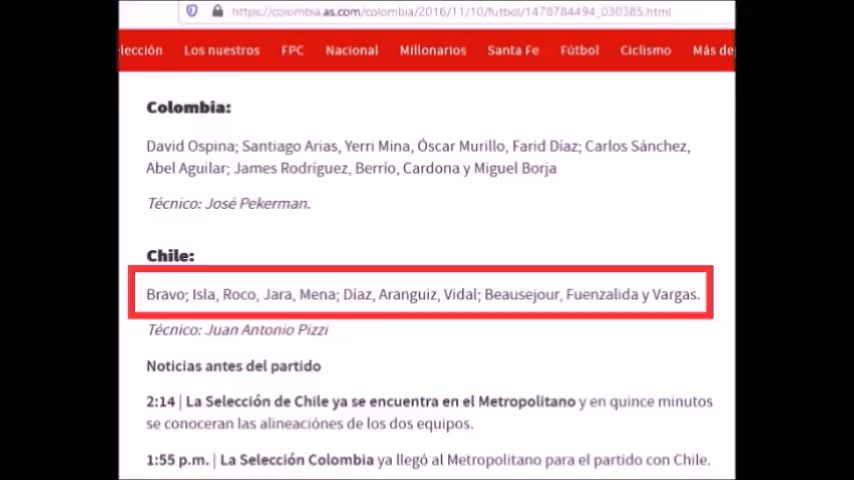 https://colombia.as.com/colombia/2016/11/10/futbol/1478784494_030385.html
lección Los nuestros FPC Nacional Millonarios Santa Fe Fútbol Ciclismo Más de
Colombia:
David Ospina; Santiago Arias, Yerri Mina, Óscar Murillo, Farid Díaz; Carlos Sánchez,
Abel Aguilar; James Rodríguez, Berrío, Cardona y Miguel Borja
Técnico: José Pekerman.
Chile:
Bravo; Isla, Roco, Jara, Mena; Díaz, Aranguiz, Vidal; Beausejour, Fuenzalida y Vargas.
Técnico: Juan Antonio Pizzi
Noticias antes del partido
2:14 | La Selección de Chile ya se encuentra en el Metropolitano y en quince minutos
se conoceran las alineaciónes de los dos equipos.
1:55 p.m. | La Selección Colombia ya llegó al Metropolitano para el partido con Chile.